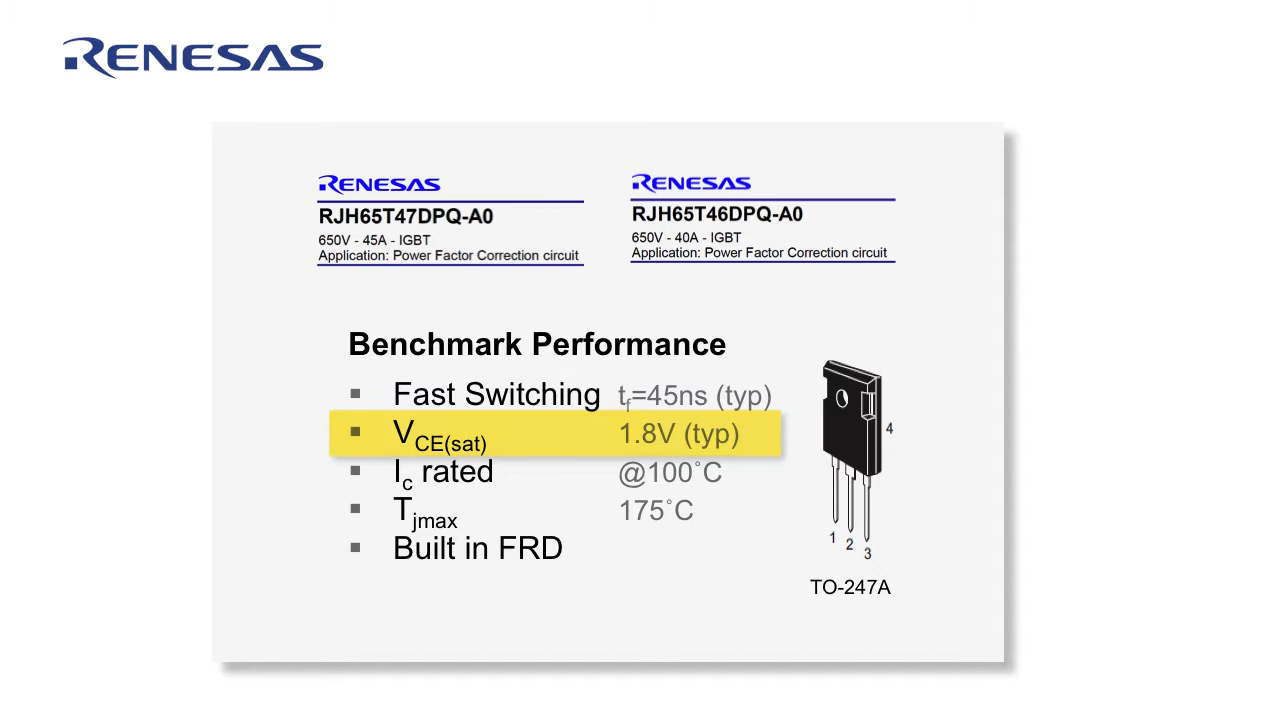 RENESAS
RENESAS
RJH65T47DPQ-A0
650V - 45A - IGBT
Application: Power Factor Correction circuit
RENESAS
RJH65T46DPQ-A0
650V - 40A - IGBT
Application: Power Factor Correction circuit
Benchmark Performance
▪ Fast Switching tf=45ns (typ)
▪ VCE(sat) 1.8V (typ)
▪ Ic rated @100˚C
▪ Tjmax 175˚C
▪ Built in FRD
4
1
2
3
TO-247A